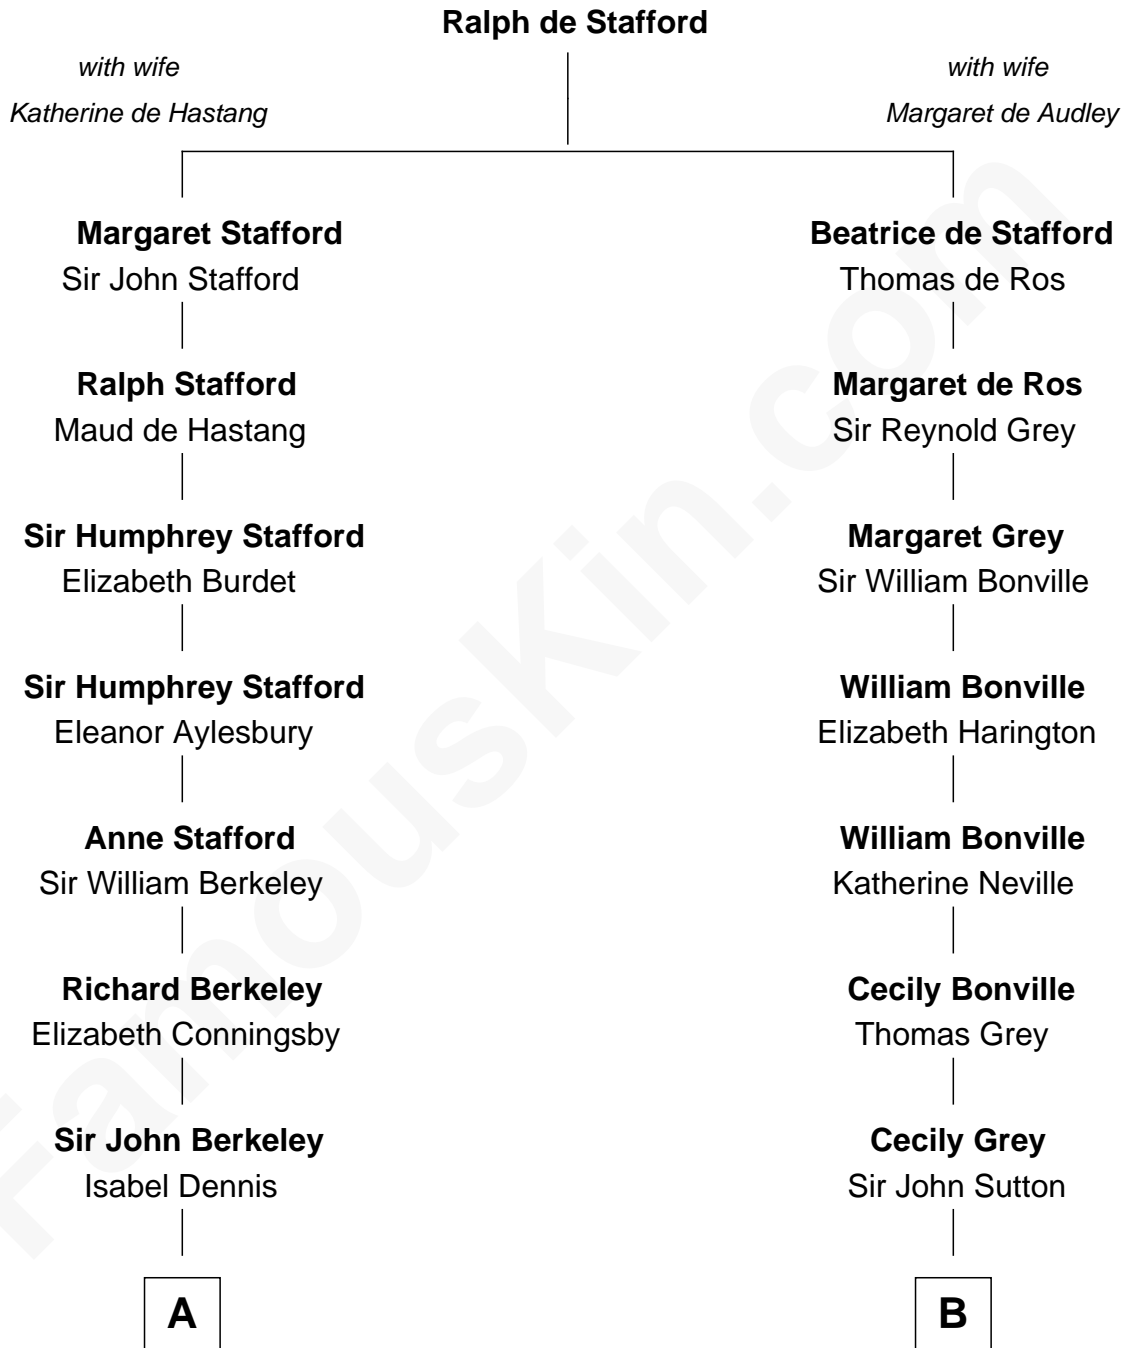 Ralph de Stafford
with wife
Katherine de Hastang
with wife
Margaret de Audley
Margaret Stafford
Sir John Stafford
Beatrice de Stafford
Thomas de Ros
Ralph Stafford
Maud de Hastang
Margaret de Ros
Sir Reynold Grey
Sir Humphrey Stafford
Elizabeth Burdet
Margaret Grey
Sir William Bonville
Sir Humphrey Stafford
Eleanor Aylesbury
William Bonville
Elizabeth Harington
Anne Stafford
Sir William Berkeley
William Bonville
Katherine Neville
Richard Berkeley
Elizabeth Conningsby
Cecily Bonville
Thomas Grey
Sir John Berkeley
Isabel Dennis
Cecily Grey
Sir John Sutton
A
B
FamousKin.com